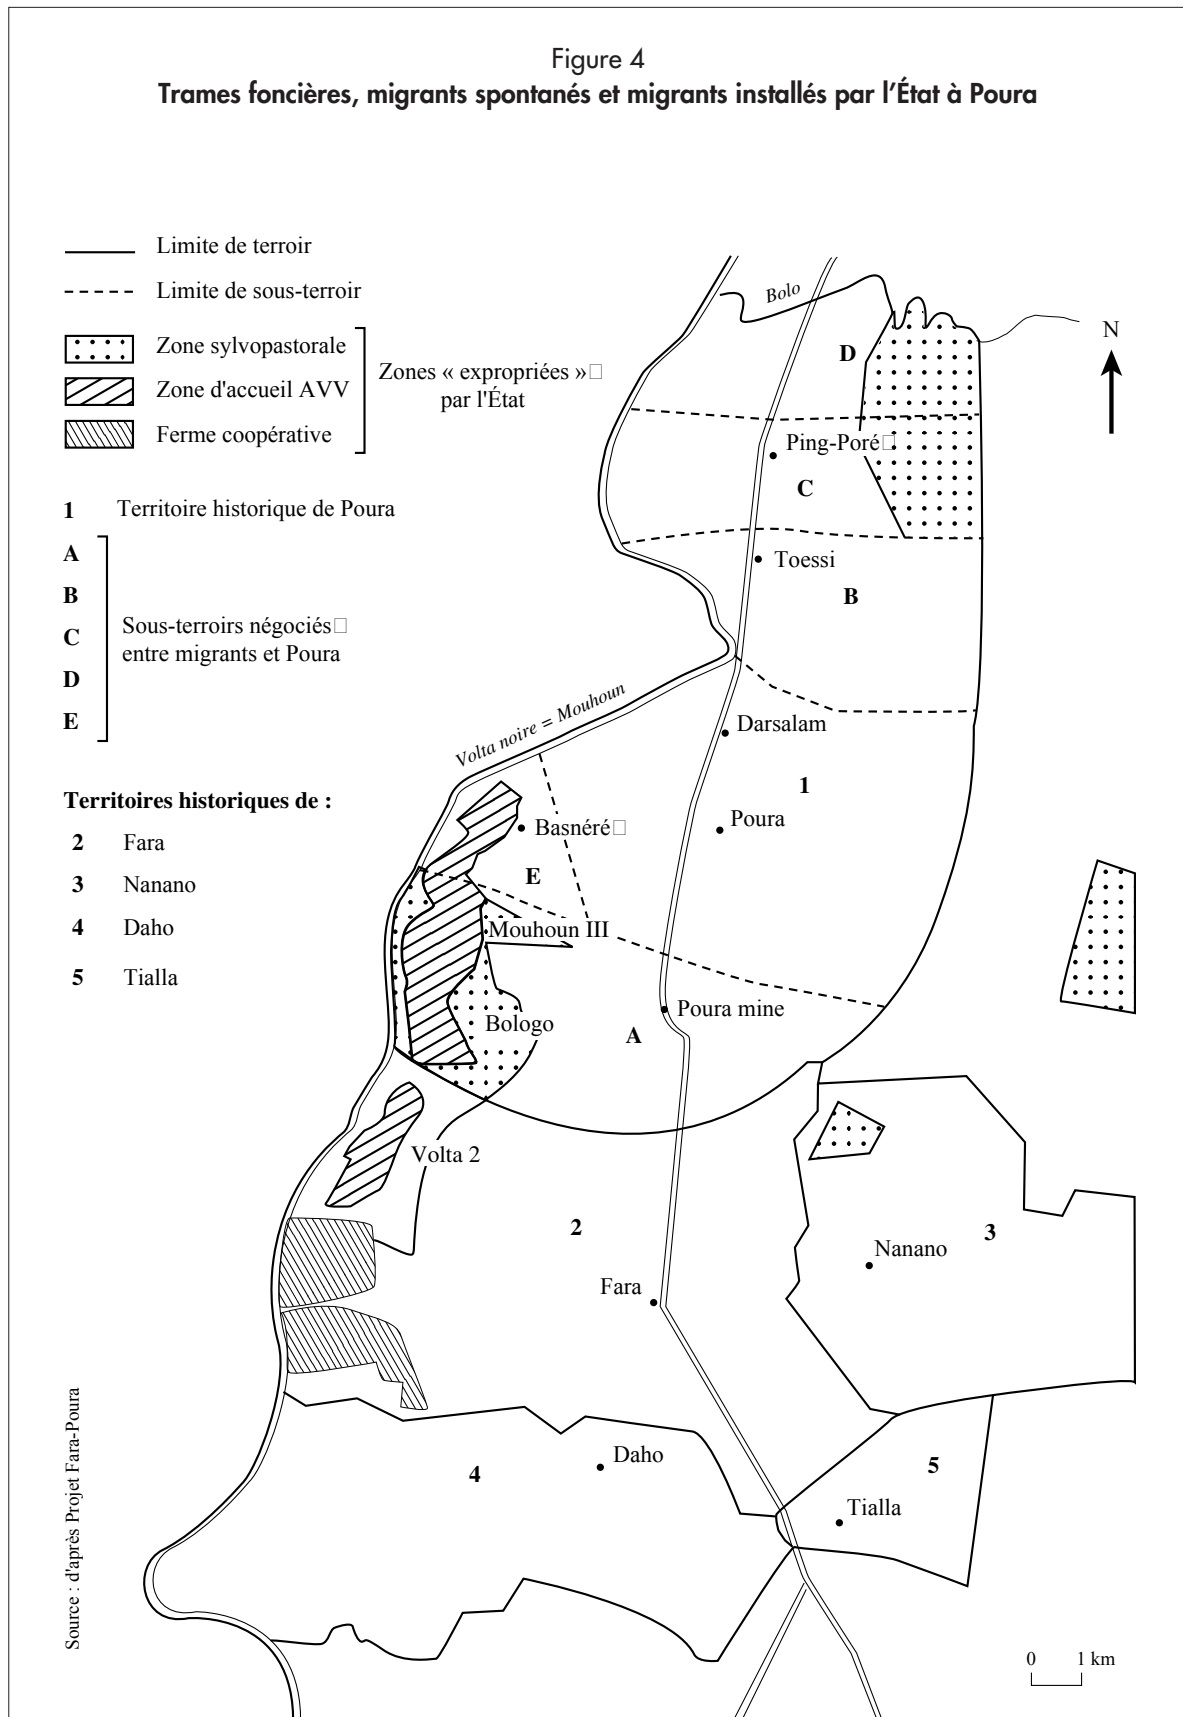 Figure 4
Trames foncières, migrants spontanés et migrants installés par l'État à Poura
Limite de terroir
Limite de sous-terroir
Zone sylvopastorale
Zone d'accueil AVV
Ferme coopérative
Zones « expropriées »
par l'État
1 Territoire historique de Poura
A
B
C
D
E
Sous-terroirs négociés
entre migrants et Poura
Territoires historiques de :
2 Fara
3 Nanano
4 Daho
5 Tialla
Bolo
N
D
Ping-Poré
C
Toessi
B
Volta noire = Mouhoun
Darsalam
1
Poura
Basnéré
E
Mouhoun III
Poura mine
Bologo
A
Volta 2
2
3
Nanano
Fara
4
Daho
5
Tialla
0 1 km
Source : d'après Projet Fara-Poura